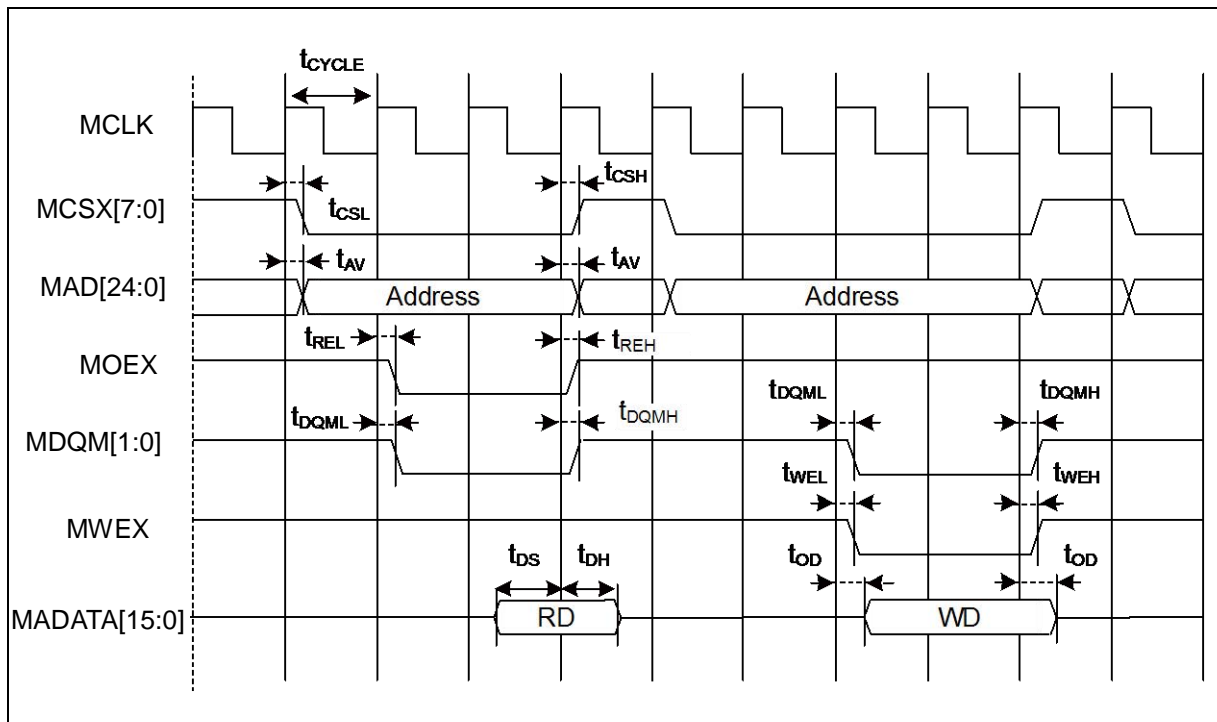 tCYCLE
MCLK
tCSH
MCSX[7:0]
tCSL
tAV tAV
MAD[24:0] Address Address
tREL tREH
MOEX
tDQML tDQMH tDQML tDQMH
MDQM[1:0]
tWEL tWEH
MWEX
tDS tDH tOD tOD
MADATA[15:0] RD WD